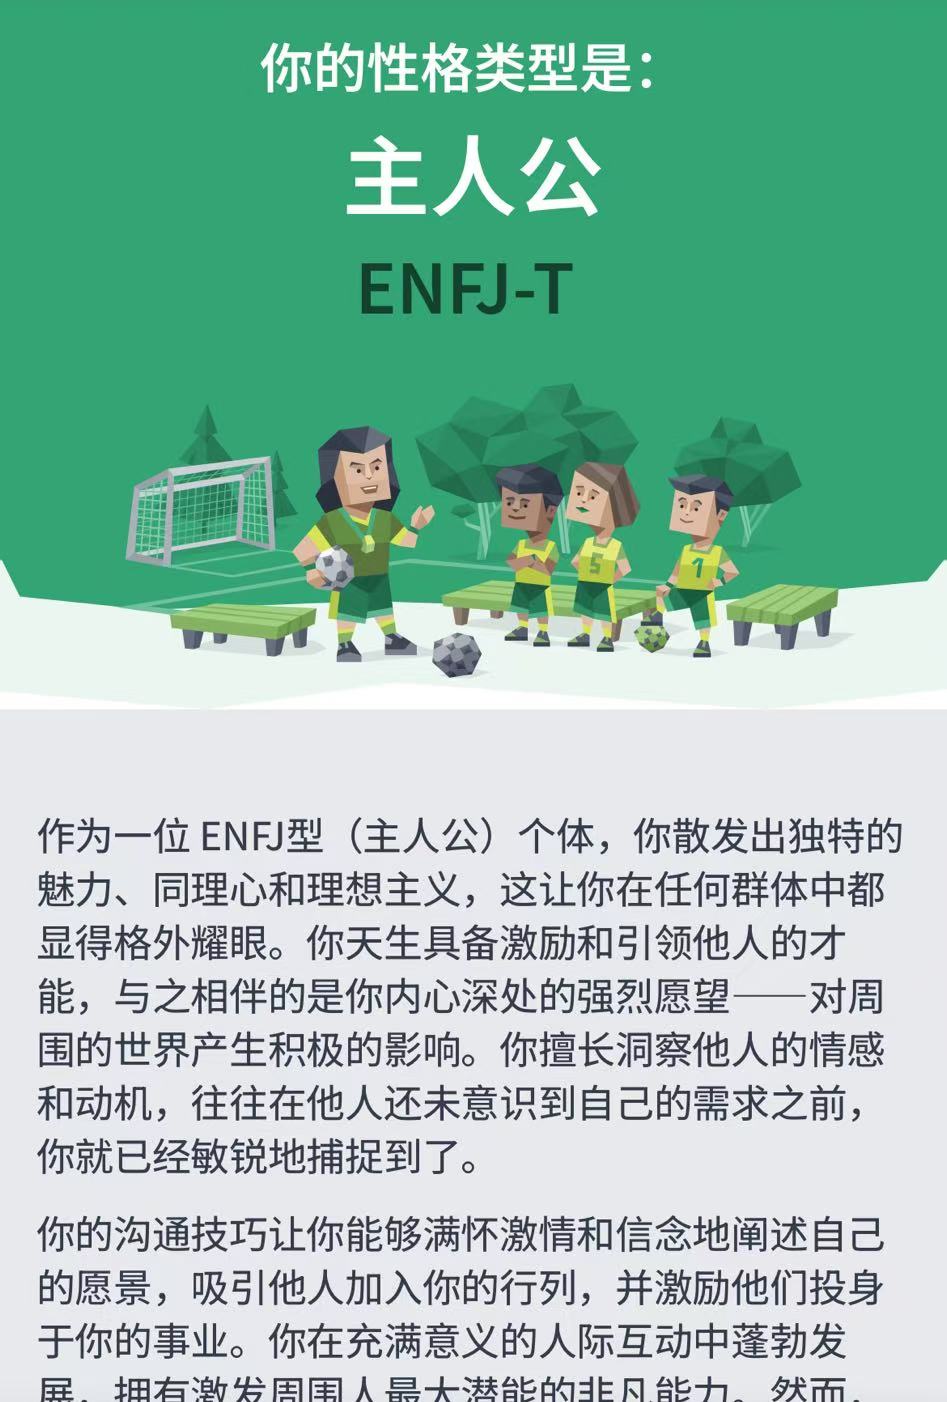 你的性格类型是：
主人公
ENFJ-T
5
1
作为一位 ENFJ型（主人公）个体，你散发出独特的
魅力、同理心和理想主义，这让你在任何群体中都
显得格外耀眼。你天生具备激励和引领他人的才
能，与之相伴的是你内心深处的强烈愿望——对周
围的世界产生积极的影响。你擅长洞察他人的情感
和动机，往往在他人还未意识到自己的需求之前，
你就已经敏锐地捕捉到了。
你的沟通技巧让你能够满怀激情和信念地阐述自己
的愿景，吸引他人加入你的行列，并激励他们投身
于你的事业。你在充满意义的人际互动中蓬勃发
展，拥有激发周围人最大潜能的非凡能力。然而，